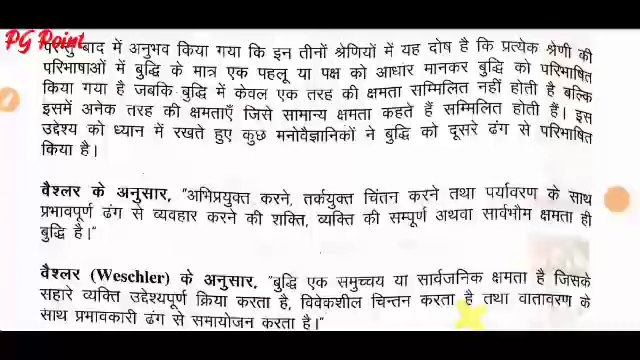 PG Point
परन्तु बाद में अनुभव किया गया कि इन तीनों श्रेणियों में यह दोष है कि प्रत्येक श्रेणी की
परिभाषाओं में बुद्धि के मात्र एक पहलू या पक्ष को आधार मानकर बुद्धि को परिभाषित
किया गया है जबकि बुद्धि में केवल एक तरह की क्षमता सम्मिलित नहीं होती है बल्कि
इसमें अनेक तरह की क्षमताएँ जिसे सामान्य क्षमता कहते हैं सम्मिलित होती हैं। इस
उद्देश्य को ध्यान में रखते हुए कुछ मनोवैज्ञानिकों ने बुद्धि को दूसरे ढंग से परिभाषित
किया है।
वैश्लर के अनुसार, "अभिप्रयुक्त करने, तर्कयुक्त चिंतन करने तथा पर्यावरण के साथ
प्रभावपूर्ण ढंग से व्यवहार करने की शक्ति, व्यक्ति की सम्पूर्ण अथवा सार्वभौम क्षमता ही
बुद्धि है।"
वैश्लर (Weschler) के अनुसार, "बुद्धि एक समुच्चय या सार्वजनिक क्षमता है जिसके
सहारे व्यक्ति उद्देश्यपूर्ण क्रिया करता है, विवेकशील चिन्तन करता है तथा वातावरण के
साथ प्रभावकारी ढंग से समायोजन करता है।"